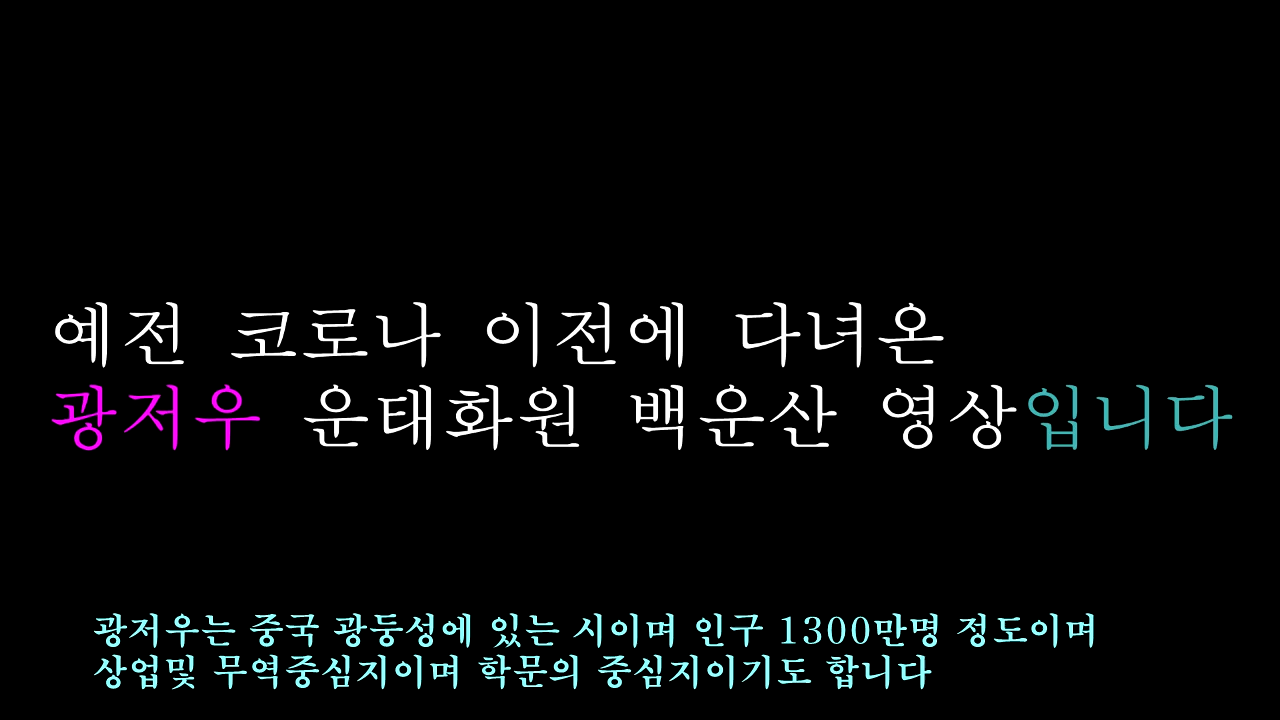 예전 코로나 이전에 다녀온
광저우 운태화원 백운산 영상입니다
광저우는 중국 광둥성에 있는 시이며 인구 1300만명 정도이며
상업및 무역중심지이며 학문의 중심지이기도 합니다